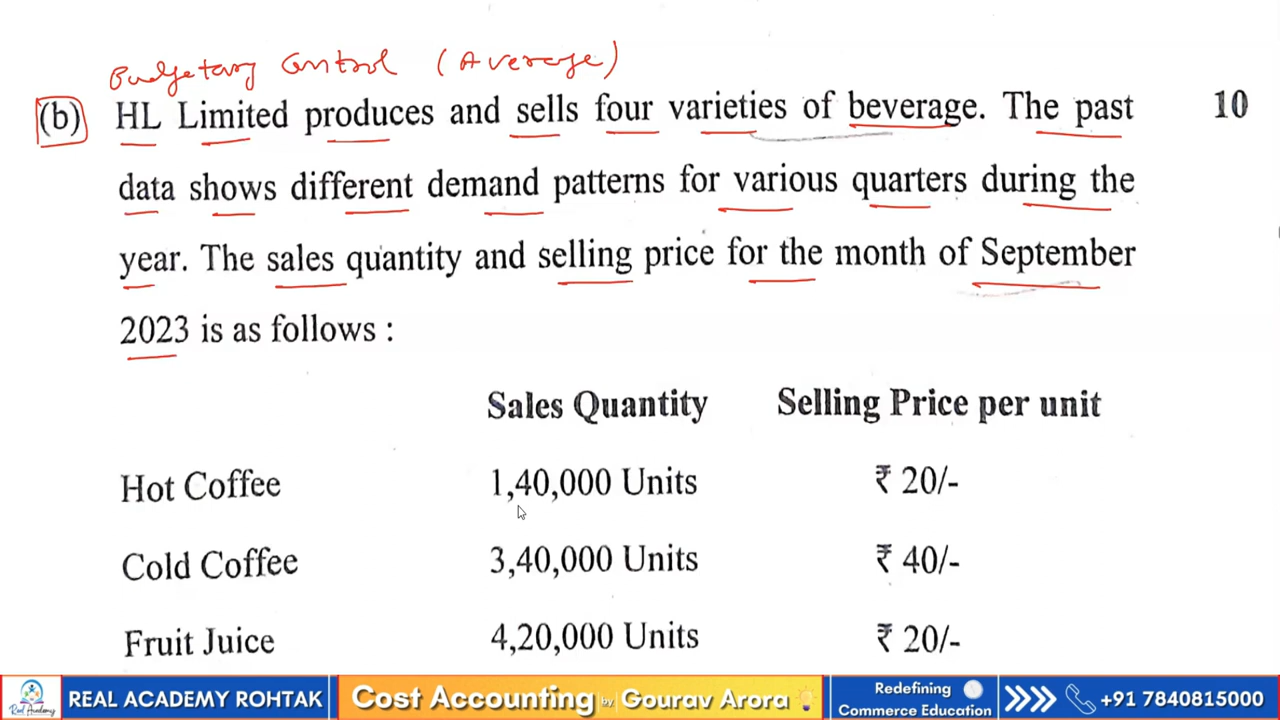 Budgetary Control (Average)
(b) HL Limited produces and sells four varieties of beverage. The past 10
data shows different demand patterns for various quarters during the
year. The sales quantity and selling price for the month of September
2023 is as follows :
Sales Quantity Selling Price per unit
Hot Coffee 1,40,000 Units ₹ 20/-
Cold Coffee 3,40,000 Units ₹ 40/-
Fruit Juice 4,20,000 Units ₹ 20/-
Real Academy
REAL ACADEMY ROHTAK
Cost Accounting by Gourav Arora
Redefining
Commerce Education
+91 7840815000